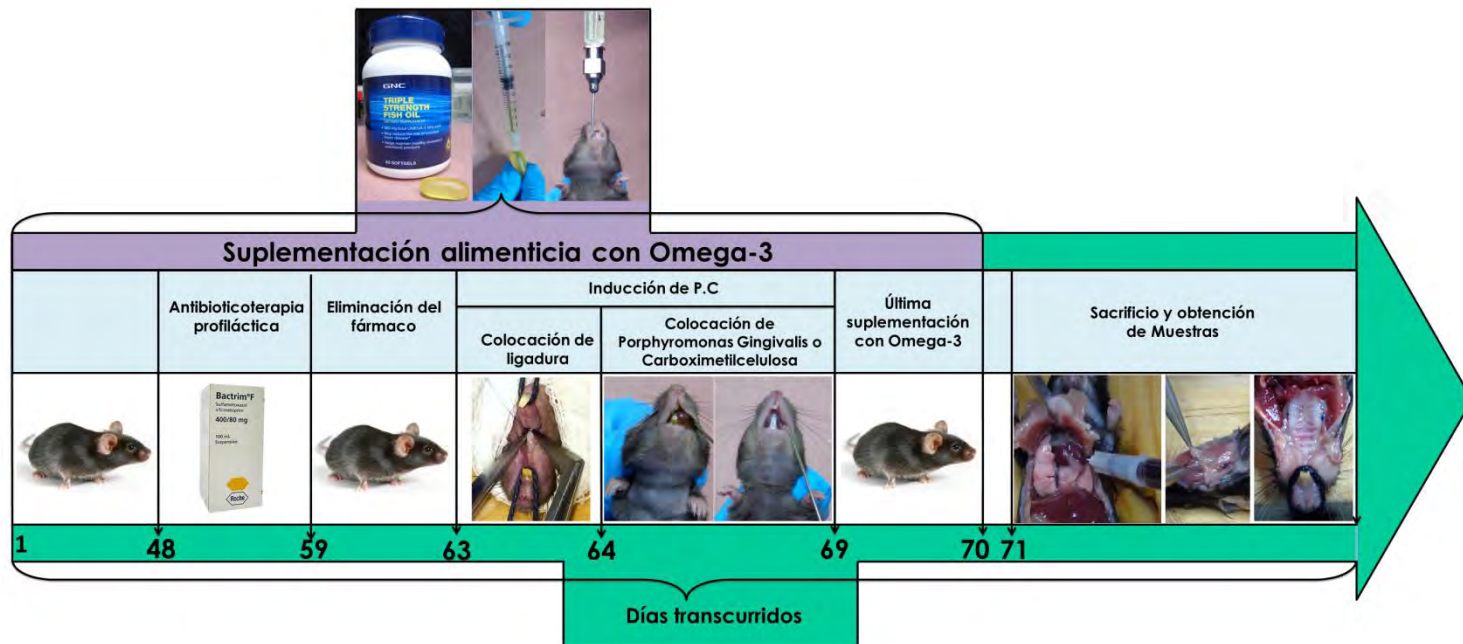 GNC
TRIPLE
STRENGTH
FISH OIL
Suplementación alimenticia con Omega-3
Antibioticoterapia
profiláctica
Eliminación del
fármaco
Inducción de P.C
Colocación de
ligadura
Colocación de
Porphyromonas Gingivalis o
Carboximetilcelulosa
Última
suplementación
con Omega-3
Sacrificio y obtención
de Muestras
Bactrim®F
400/80 mg
Roche
1 48 59 63 64 69 70 71
Días transcurridos